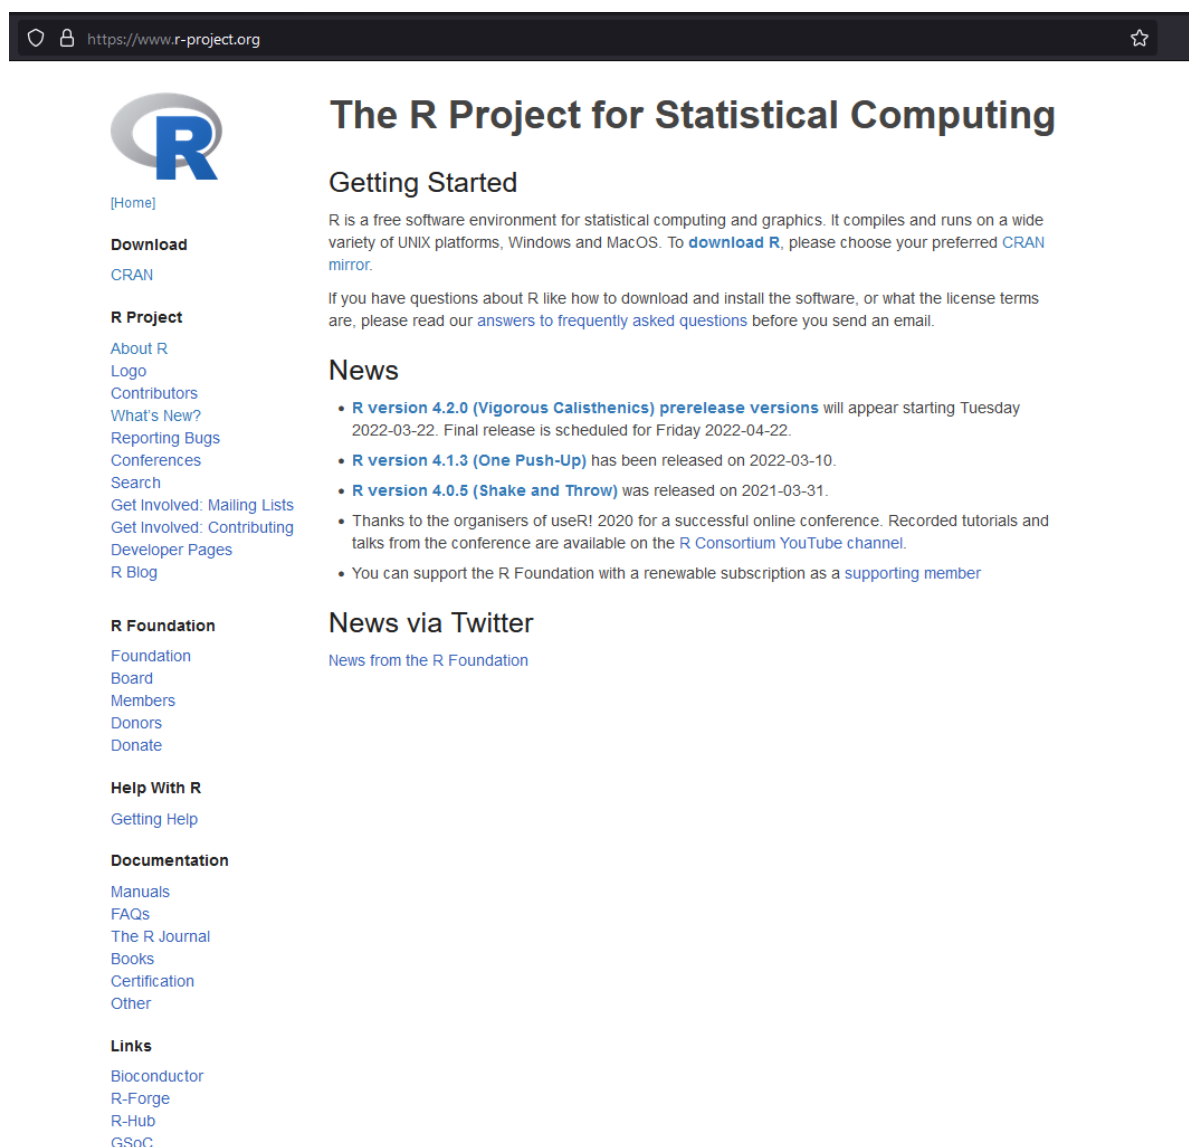 https://www.r-project.org
R
[Home]
Download
CRAN
R Project
About R
Logo
Contributors
What's New?
Reporting Bugs
Conferences
Search
Get Involved: Mailing Lists
Get Involved: Contributing
Developer Pages
R Blog
R Foundation
Foundation
Board
Members
Donors
Donate
Help With R
Getting Help
Documentation
Manuals
FAQs
The R Journal
Books
Certification
Other
Links
Bioconductor
R-Forge
R-Hub
GSoC
The R Project for Statistical Computing
Getting Started
R is a free software environment for statistical computing and graphics. It compiles and runs on a wide
variety of UNIX platforms, Windows and MacOS. To download R, please choose your preferred CRAN
mirror.
If you have questions about R like how to download and install the software, or what the license terms
are, please read our answers to frequently asked questions before you send an email.
News
• R version 4.2.0 (Vigorous Calisthenics) prerelease versions will appear starting Tuesday
2022-03-22. Final release is scheduled for Friday 2022-04-22.
• R version 4.1.3 (One Push-Up) has been released on 2022-03-10.
• R version 4.0.5 (Shake and Throw) was released on 2021-03-31.
• Thanks to the organisers of useR! 2020 for a successful online conference. Recorded tutorials and
talks from the conference are available on the R Consortium YouTube channel.
• You can support the R Foundation with a renewable subscription as a supporting member
News via Twitter
News from the R Foundation